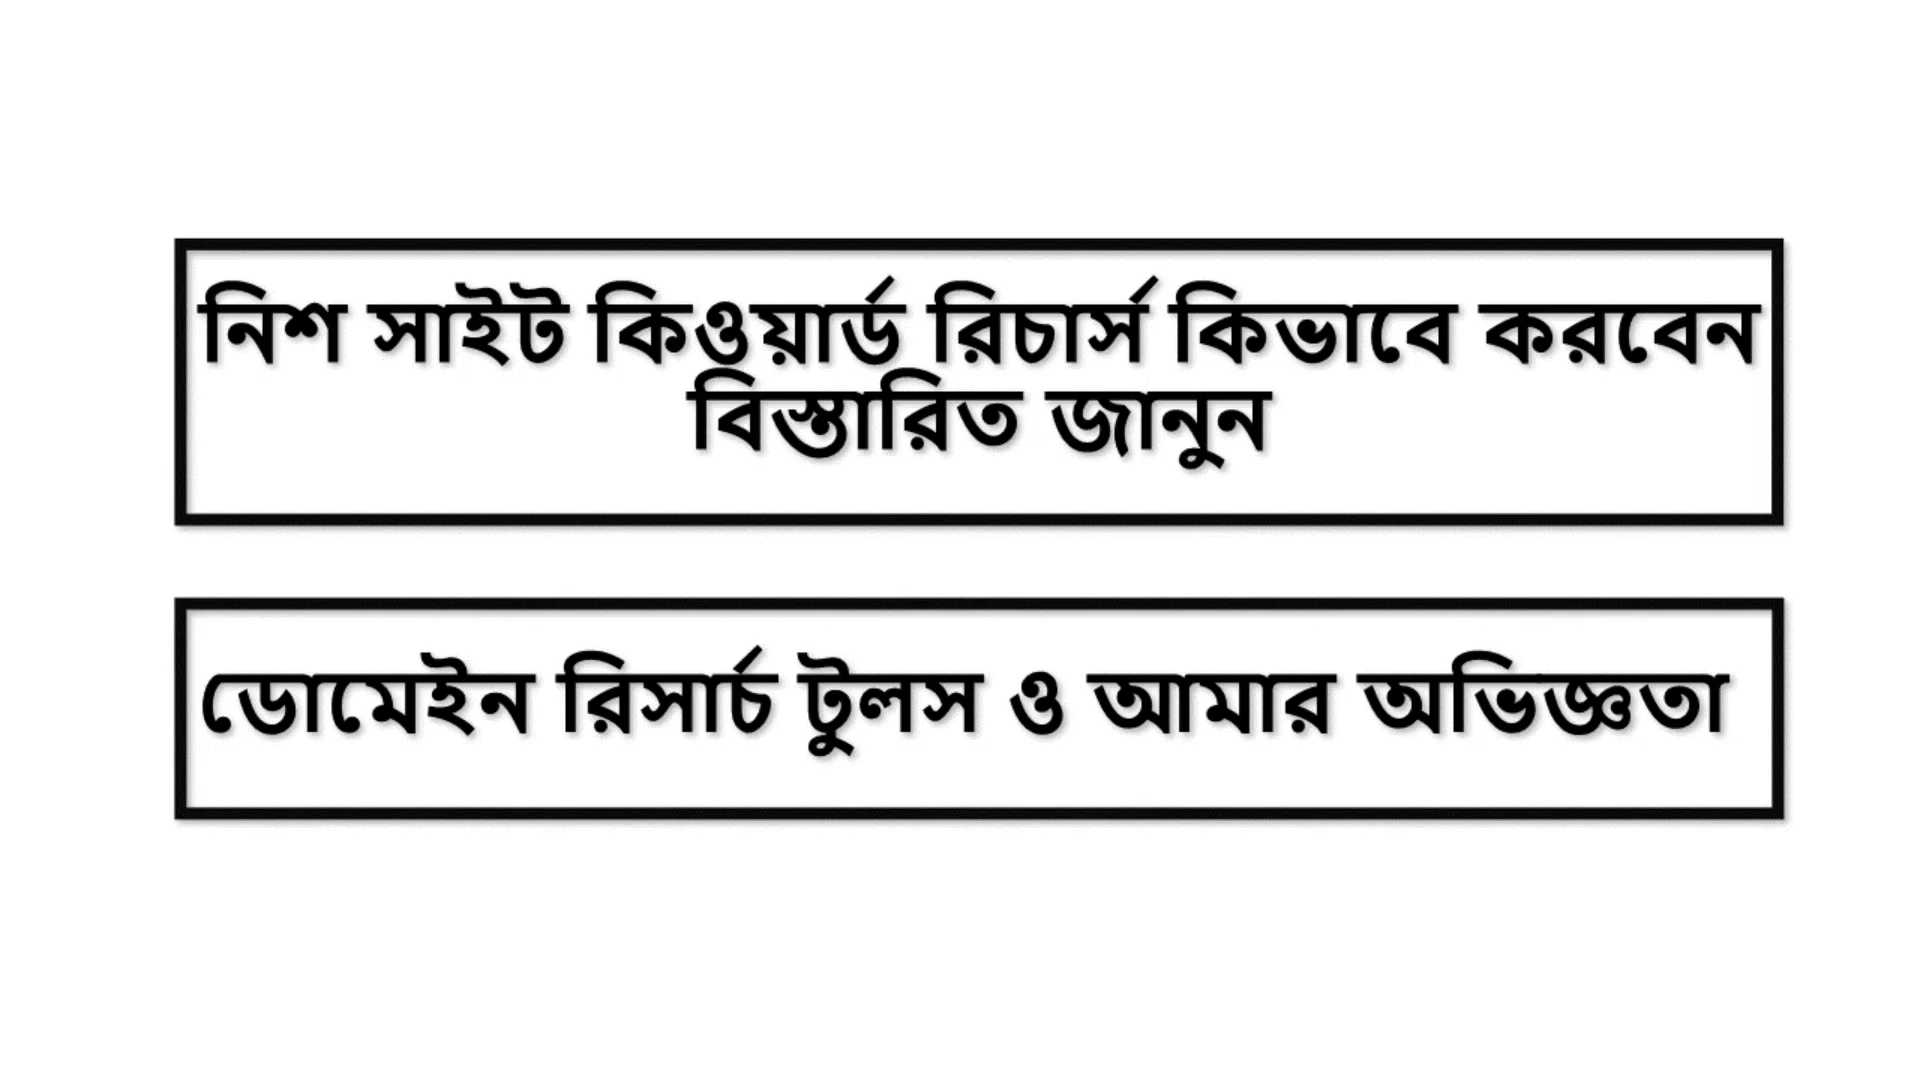 নিশ সাইট কিওয়ার্ড রিচার্স কিভাবে করবেন
বিস্তারিত জানুন
ডোমেইন রিসার্চ টুলস ও আমার অভিজ্ঞতা